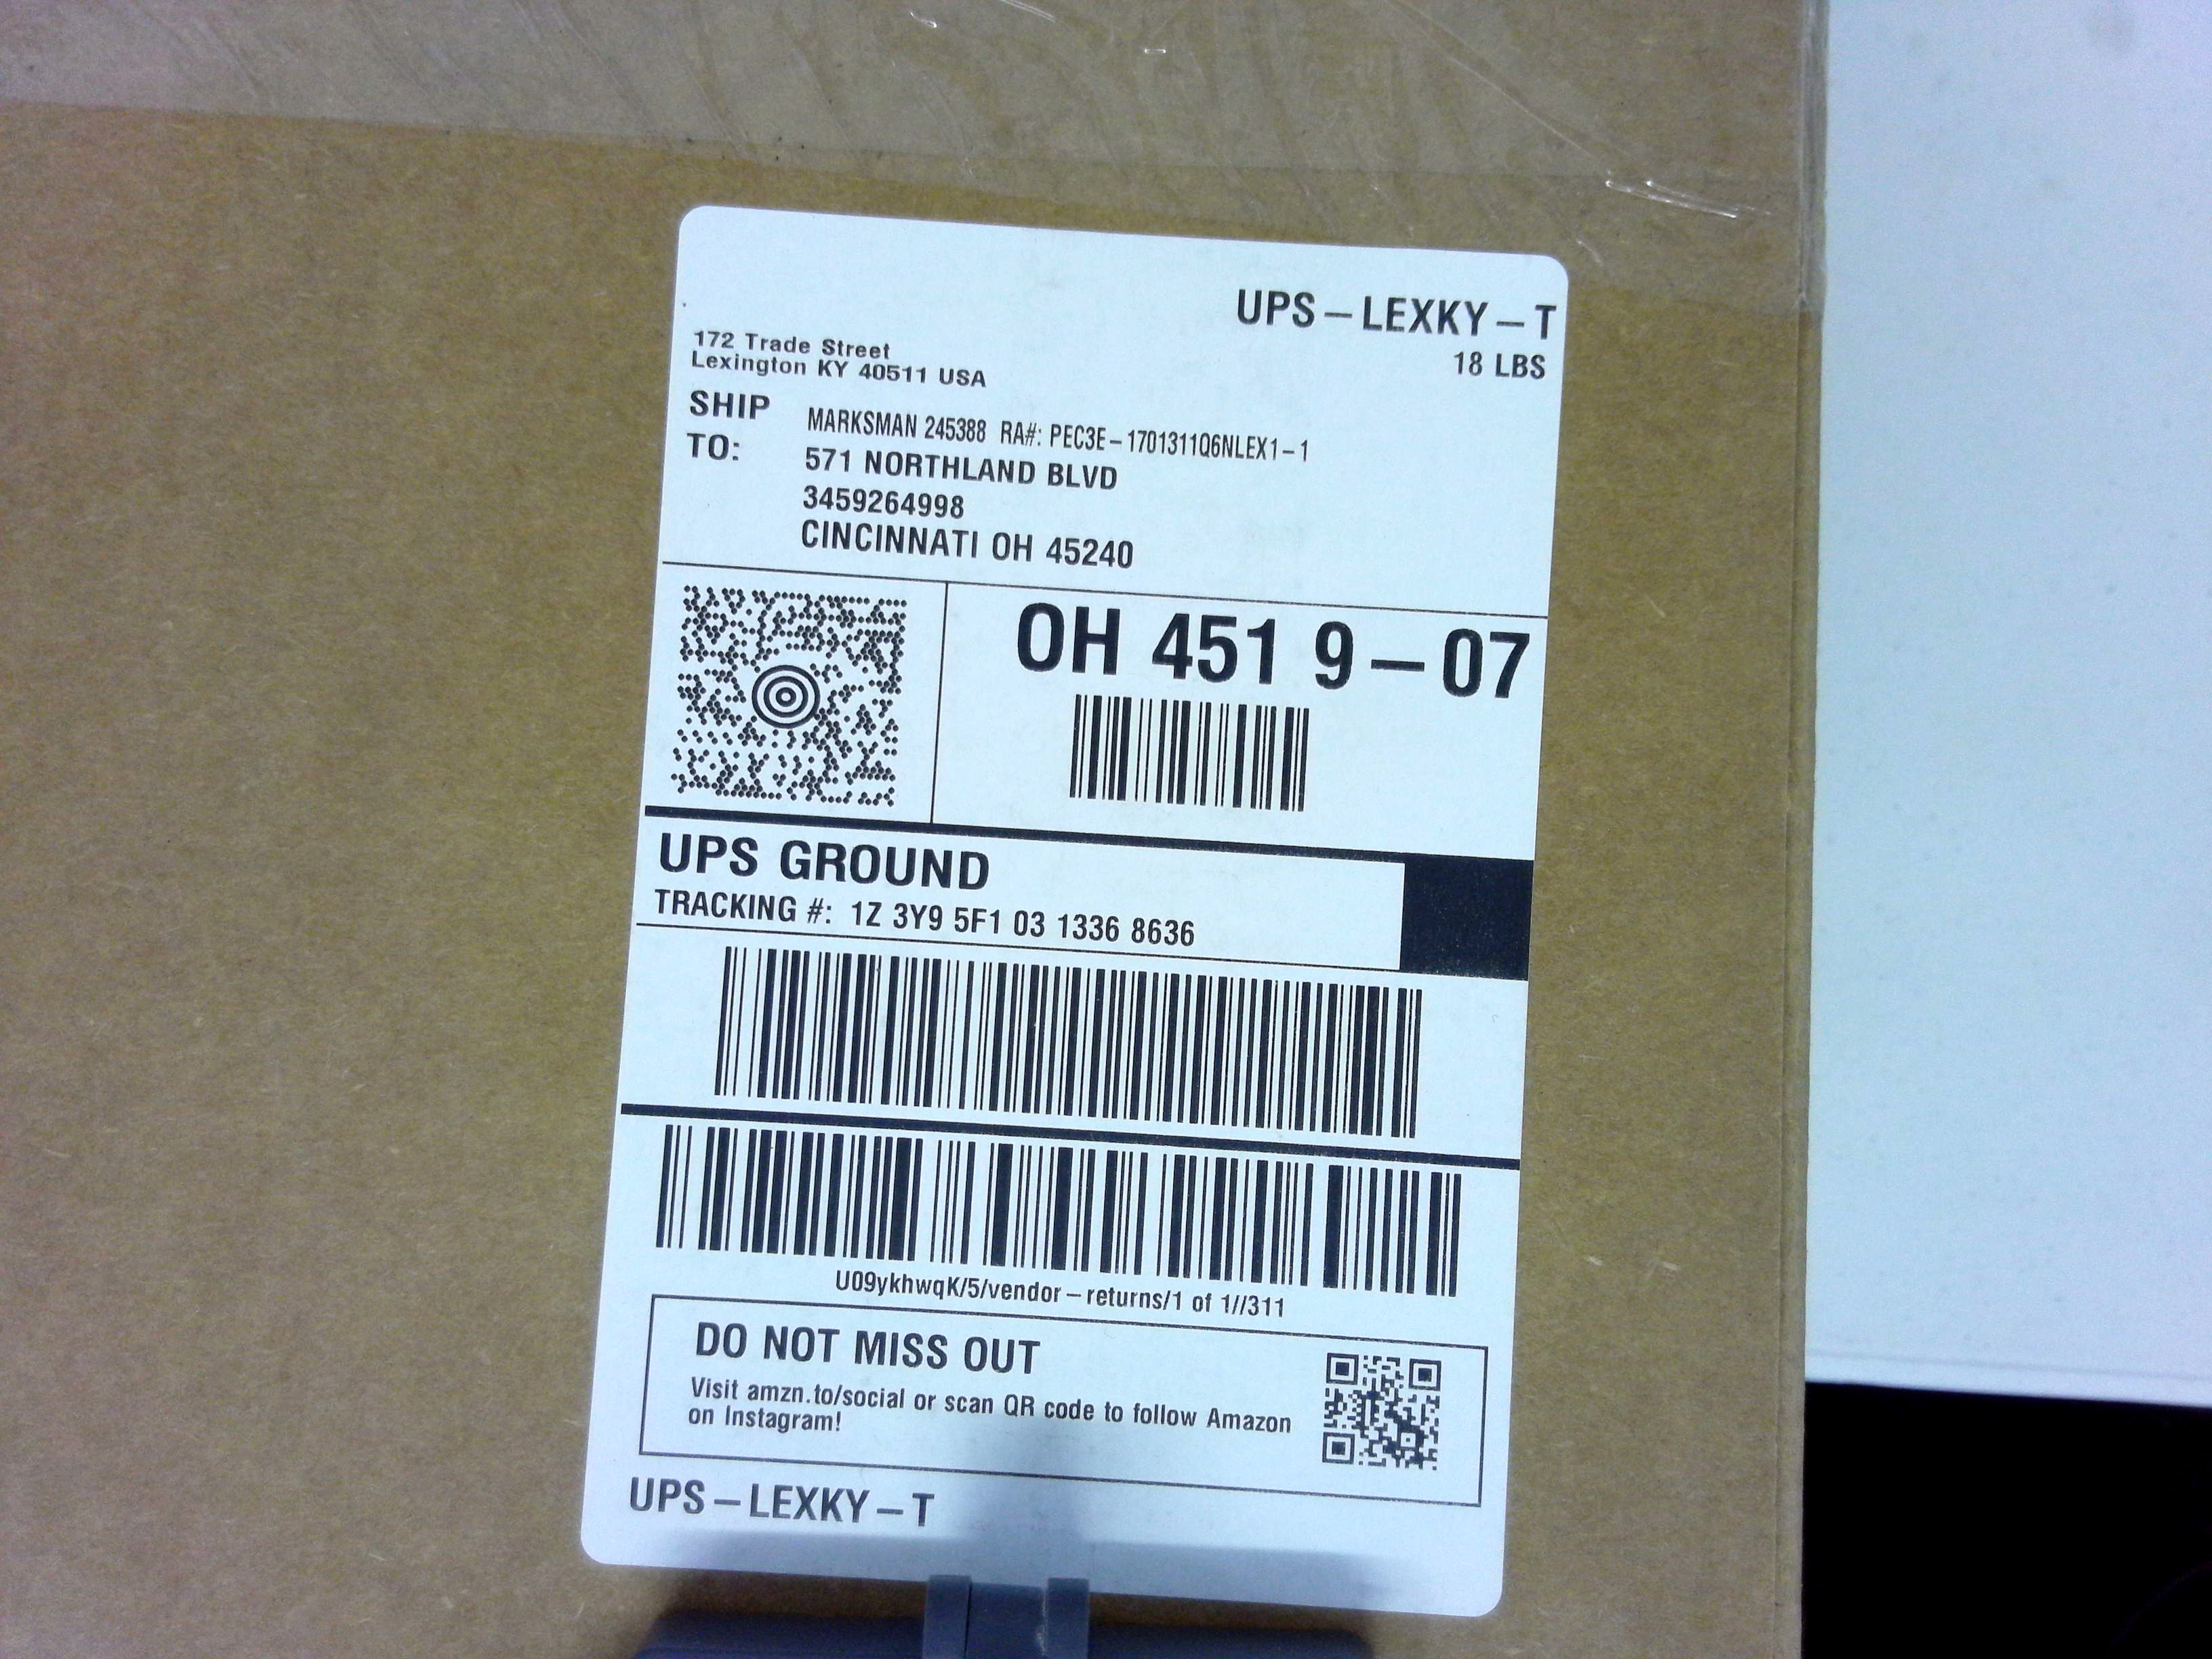 UPS – LEXKY – T
18 LBS
172 Trade Street
Lexington KY 40511 USA
SHIP TO:
MARKSMAN 245388 RA#: PEC3E – 1701311Q6NLEX1 – 1
571 NORTHLAND BLVD
3459264998
CINCINNATI OH 45240
OH 451 9 – 07
UPS GROUND
TRACKING #: 1Z 3Y9 5F1 03 1336 8636
U09ykhwqK/5/vendor – returns/1 of 1//311
DO NOT MISS OUT
Visit amzn.to/social or scan QR code to follow Amazon
on Instagram!
UPS – LEXKY – T